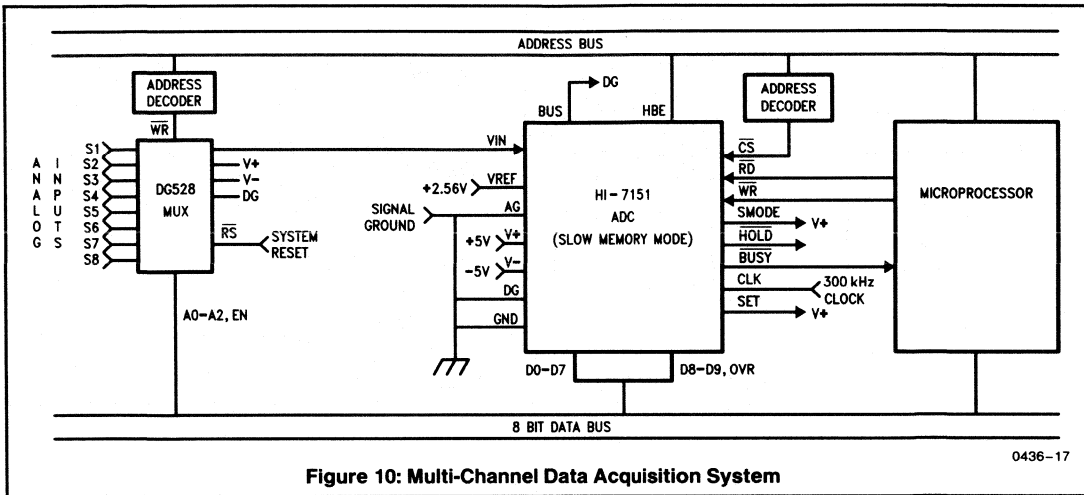 ADDRESS BUS
ADDRESS
DECODER
WR
ANALOG
INPUTS
S1
S2
S3
S4
S5
S6
S7
S8
DG528
MUX
V+
V-
DG
RS
SYSTEM
RESET
A0-A2, EN
BUS
DG
HBE
ADDRESS
DECODER
VIN
+2.56V
VREF
SIGNAL
GROUND
AG
+5V
V+
-5V
V-
DG
GND
HI-7151
ADC
(SLOW MEMORY MODE)
CS
RD
WR
SMODE
V+
HOLD
BUSY
CLK
300 kHz
CLOCK
SET
V+
MICROPROCESSOR
D0-D7
D8-D9, OVR
8 BIT DATA BUS
0436-17
Figure 10: Multi-Channel Data Acquisition System